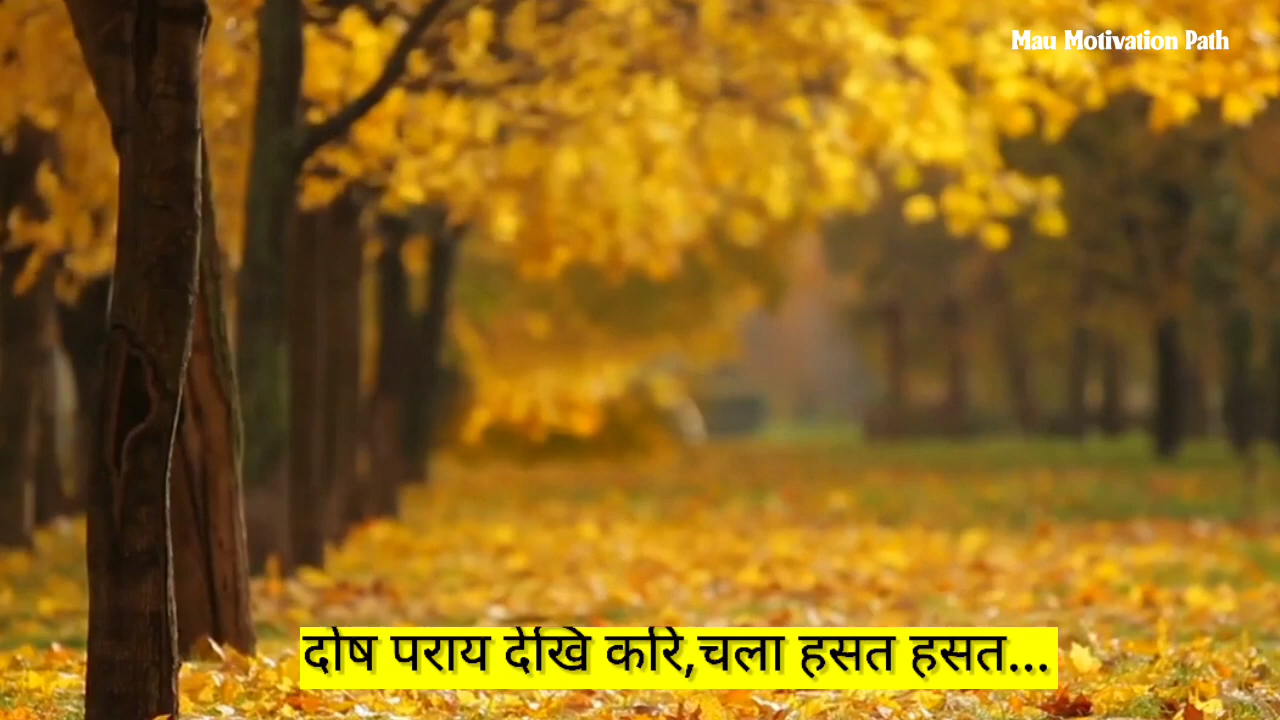 Mau Motivation Path
दोष पराय देखि करि,चला हसत हसत...